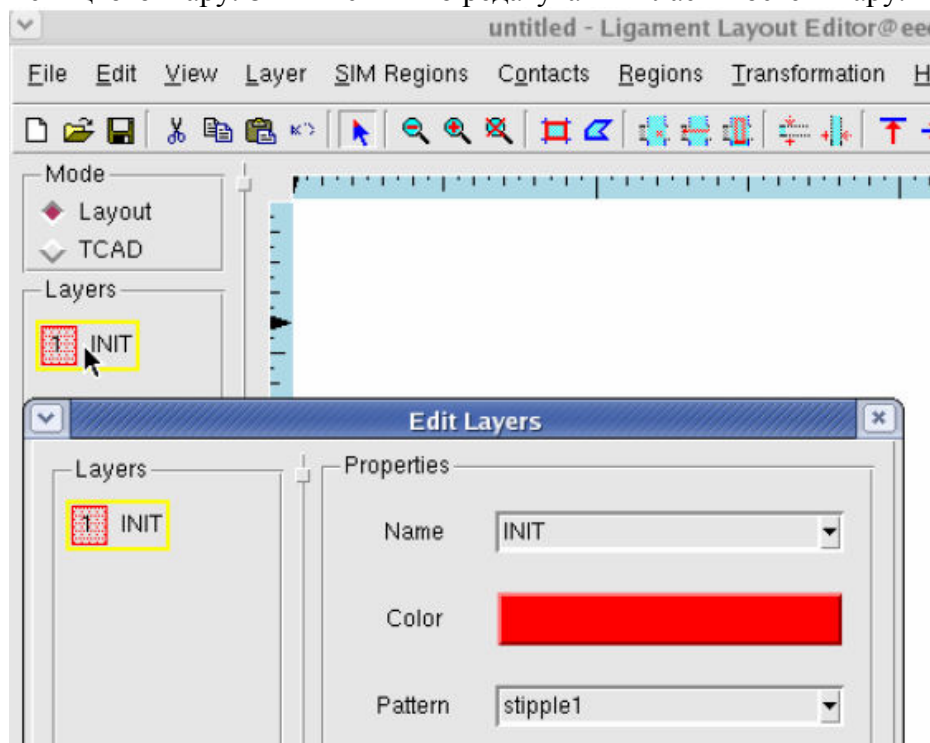 untitled - Ligament Layout Editor@eec
File Edit View Layer SIM Regions Contacts Regions Transformation H
Mode
Layout
TCAD
Layers
1 INIT
Edit Layers
Layers
1 INIT
Properties
Name INIT
Color
Pattern stipple1